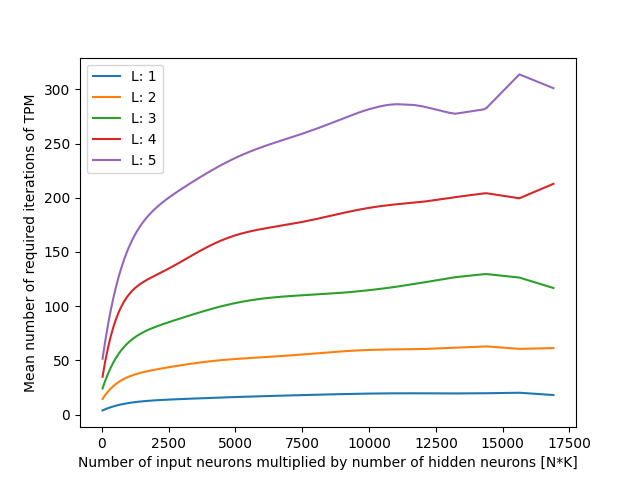 L: 1
L: 2
L: 3
L: 4
L: 5
Mean number of required iterations of TPM
300
250
200
150
100
50
0
0 2500 5000 7500 10000 12500 15000 17500
Number of input neurons multiplied by number of hidden neurons [N*K]